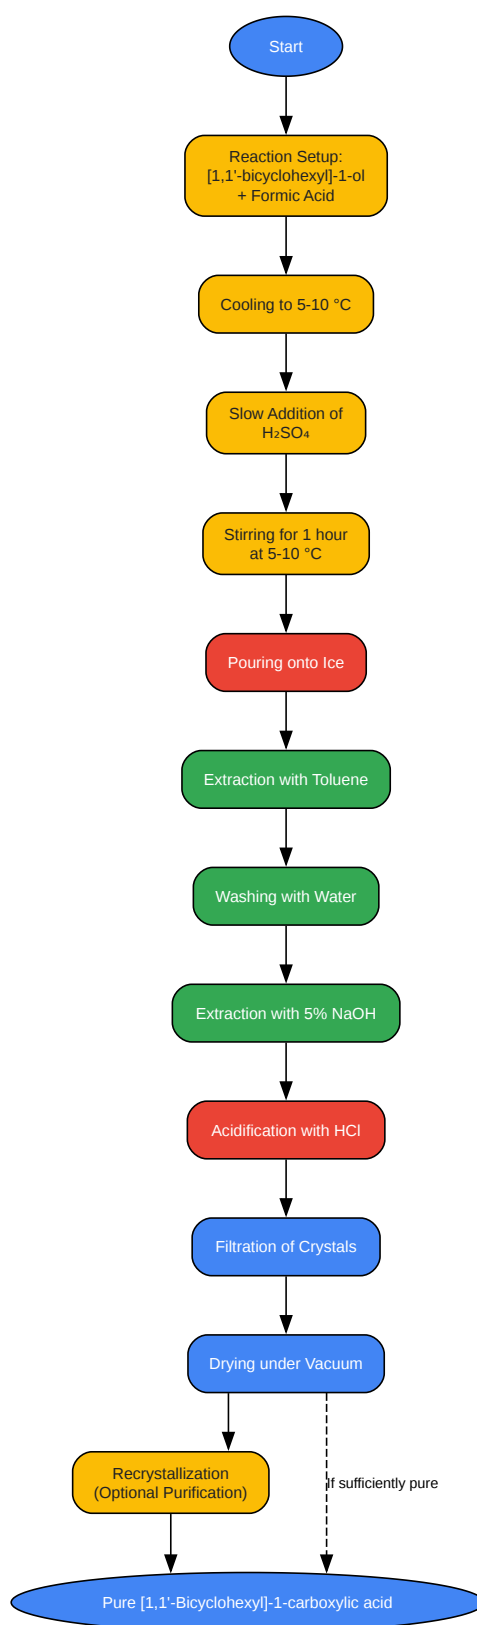 Start
Reaction Setup:
[1,1'-bicyclohexyl]-1-ol
+ Formic Acid
Cooling to 5-10 °C
Slow Addition of
H₂SO₄
Stirring for 1 hour
at 5-10 °C
Pouring onto Ice
Extraction with Toluene
Washing with Water
Extraction with 5% NaOH
Acidification with HCl
Filtration of Crystals
Drying under Vacuum
Recrystallization
(Optional Purification)
If sufficiently pure
Pure [1,1'-Bicyclohexyl]-1-carboxylic acid